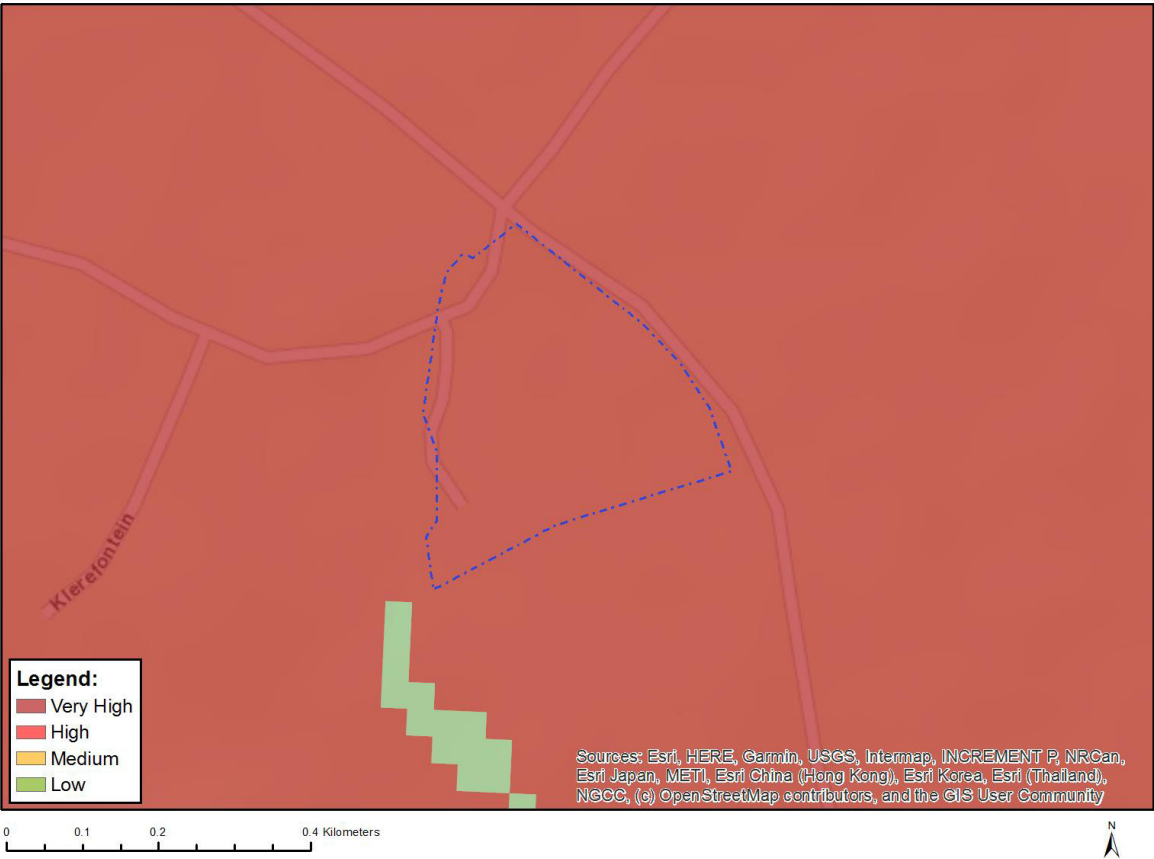 Klerefontein
Legend:
Very High
High
Medium
Low
Sources: Esri, HERE, Garmin, USGS, Intermap, INCREMENT P, NRCan,
Esri Japan, METI, Esri China (Hong Kong), Esri Korea, Esri (Thailand),
NGCC, (c) OpenStreetMap contributors, and the GIS User Community
0 0.1 0.2 0.4 Kilometers
N